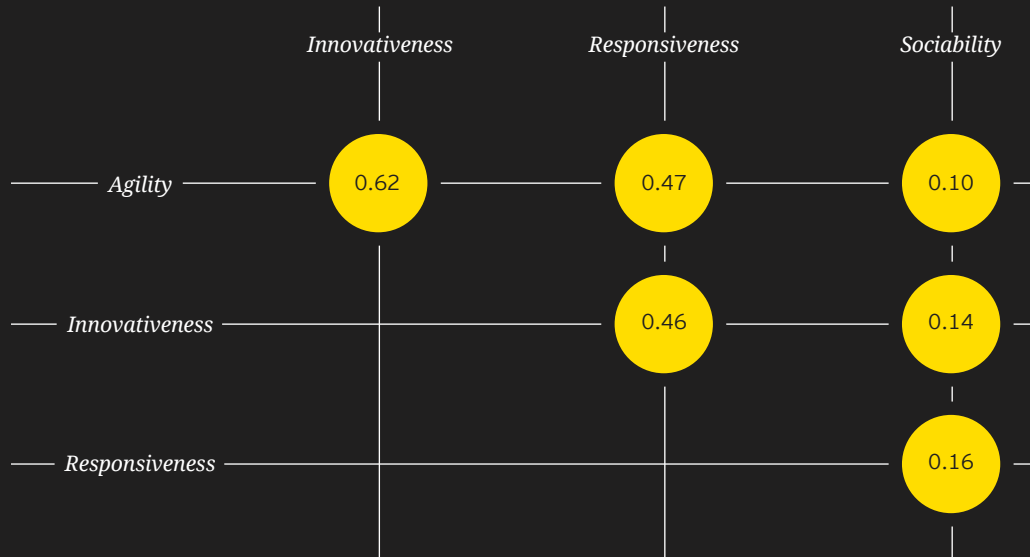 Innovativeness Responsiveness Sociability
Agility 0.62 0.47 0.10
Innovativeness 0.46 0.14
Responsiveness 0.16